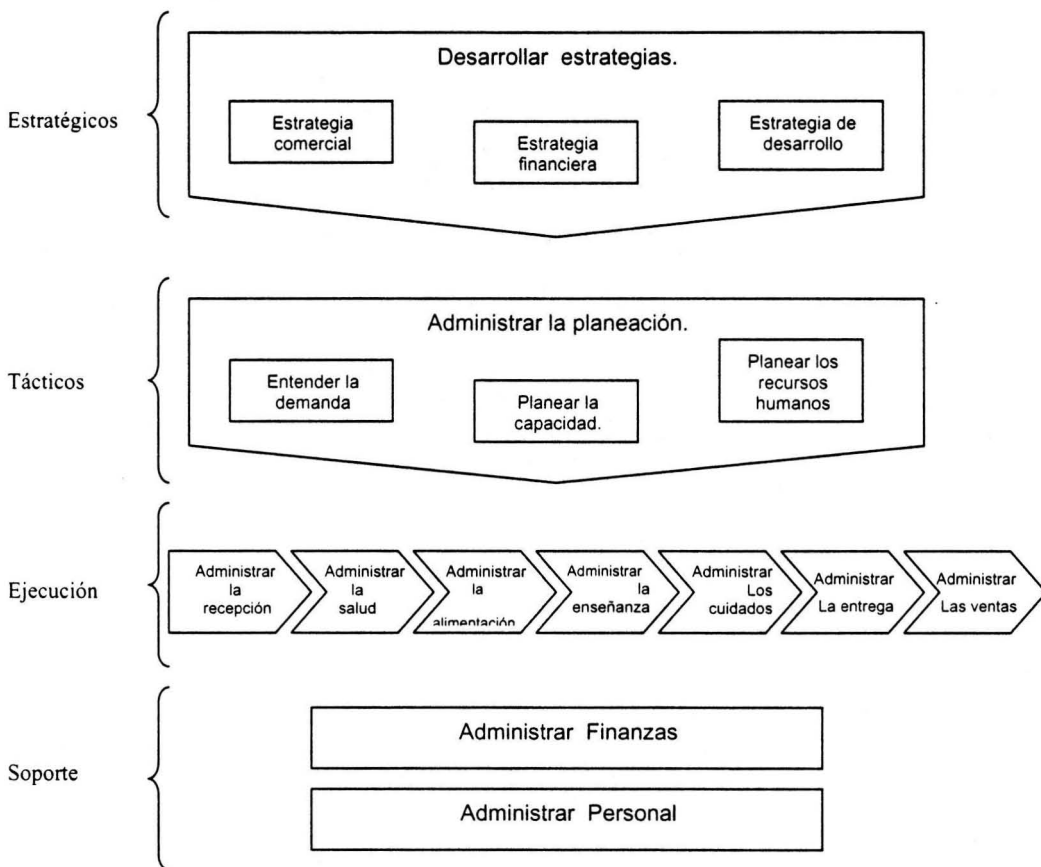 Estratégicos
Desarrollar estrategias.
Estrategia
comercial
Estrategia
financiera
Estrategia de
desarrollo
Tácticos
Administrar la planeación.
Entender la
demanda
Planear la
capacidad.
Planear los
recursos
humanos
Ejecución
Administrar
la
recepción
Administrar
la
salud
Administrar
la
alimentación
Administrar
la
enseñanza
Administrar
Los
cuidados
Administrar
La entrega
Administrar
Las ventas
Soporte
Administrar Finanzas
Administrar Personal